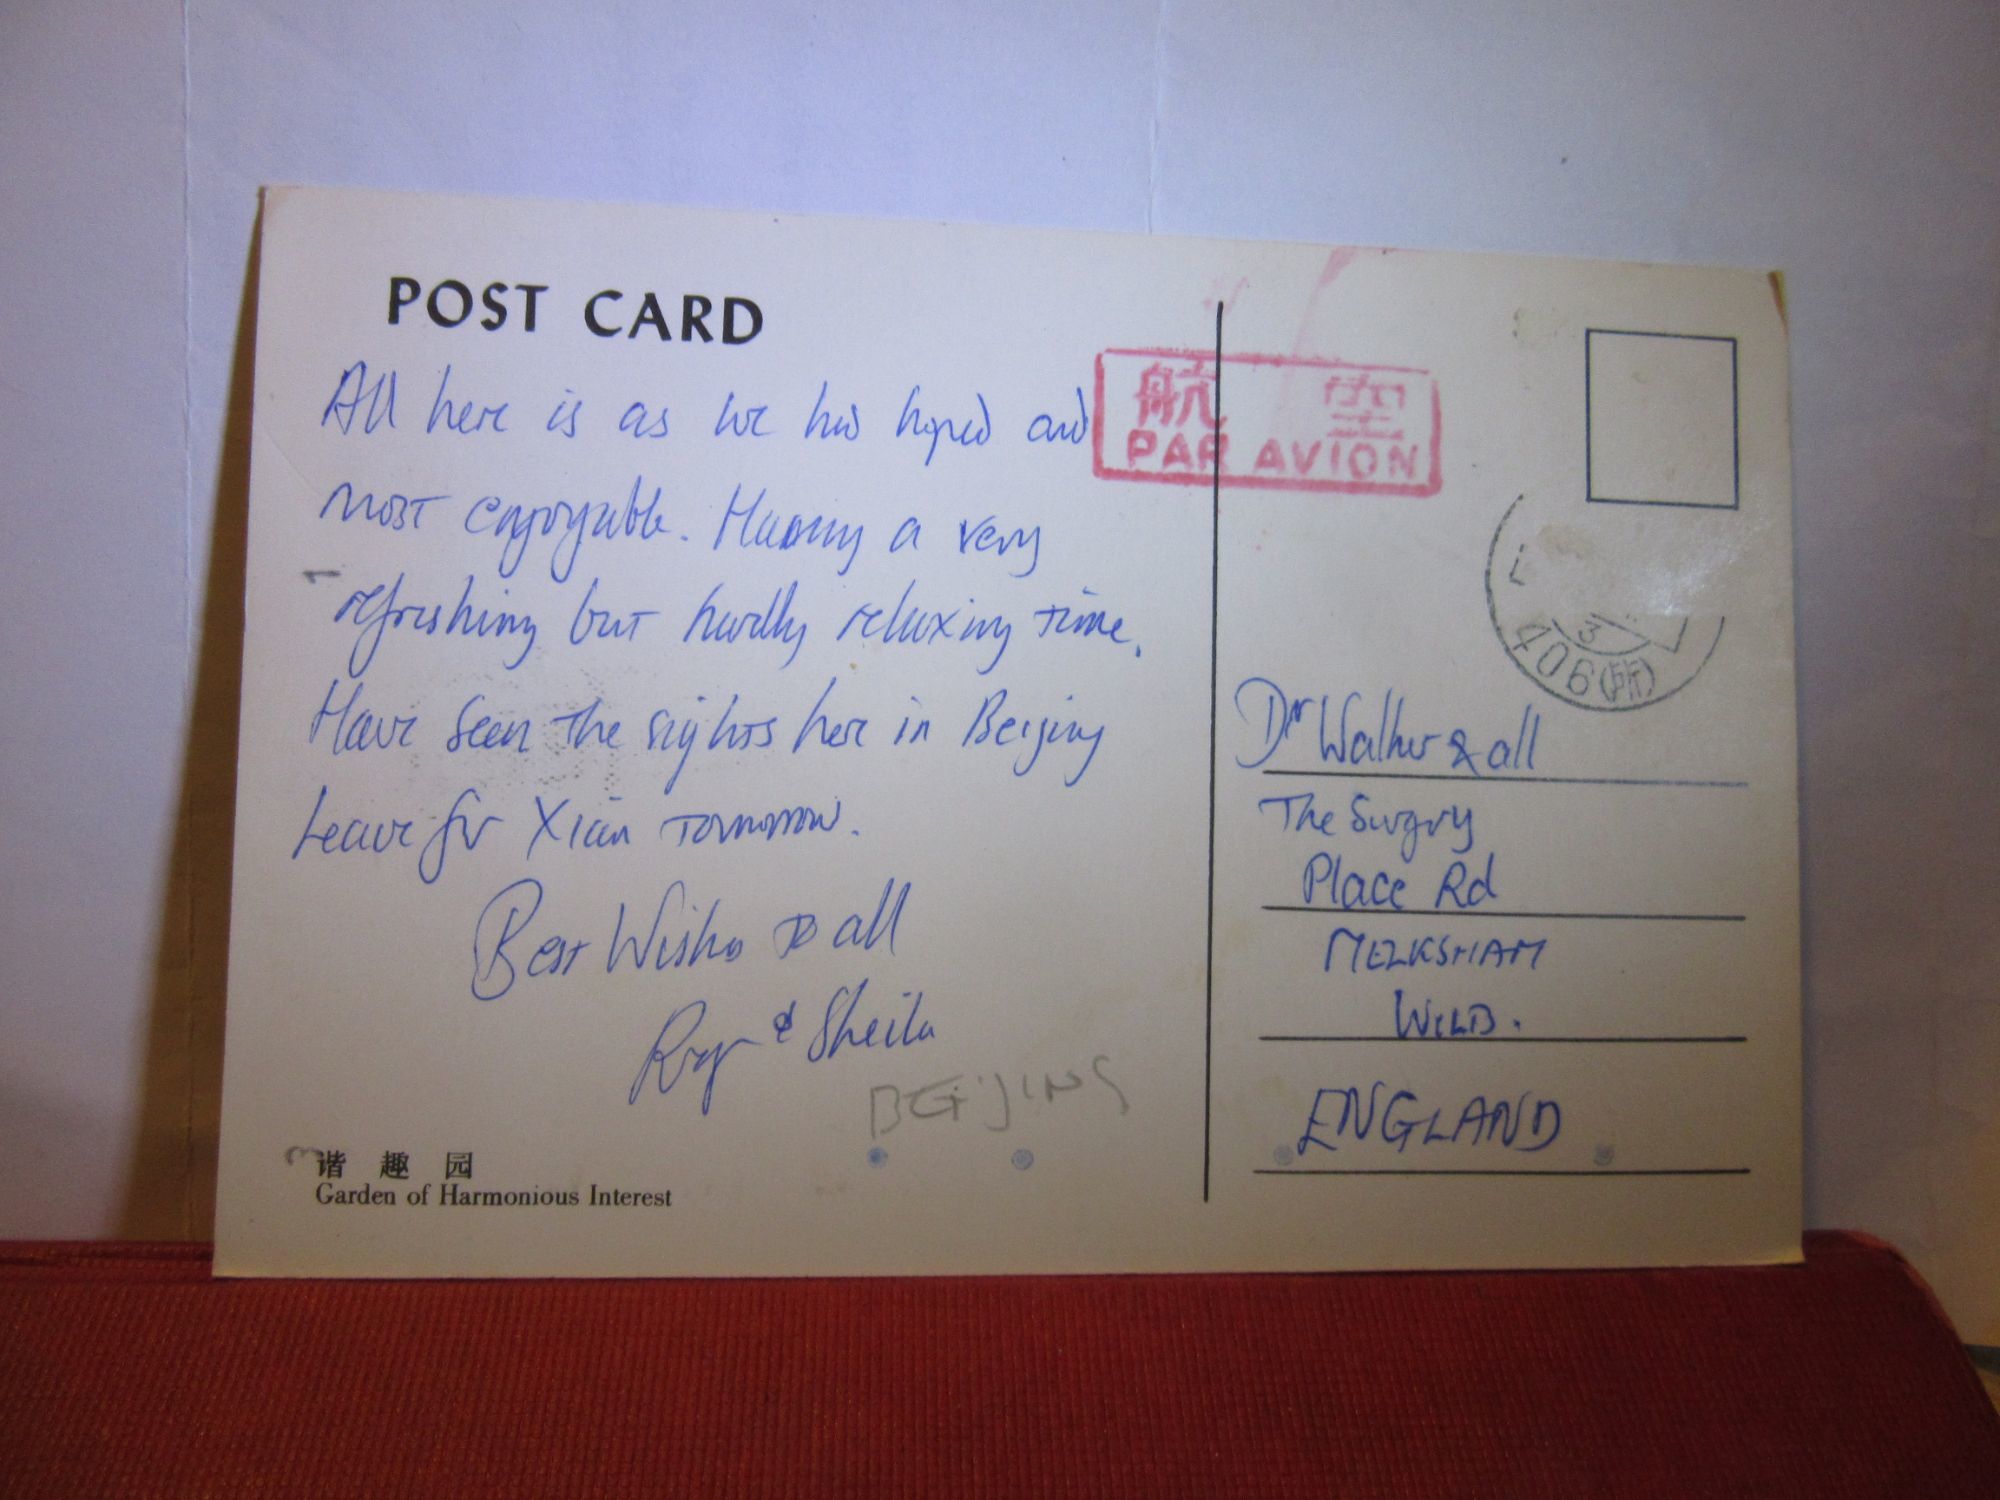 POST CARD
All here is as we had hoped and
most enjoyable. Having a very
refreshing but hardly relaxing time.
Have seen the sights here in Beijing
Leave for Xian Tomorrow.
Best Wishes to all
Roger & Sheila
BEIJING
谐趣园
Garden of Harmonious Interest
航空
PAR AVION
3
406(所)
Dr Walker & all
The Surgery
Place Rd
MELKSHAM
WILTS.
ENGLAND